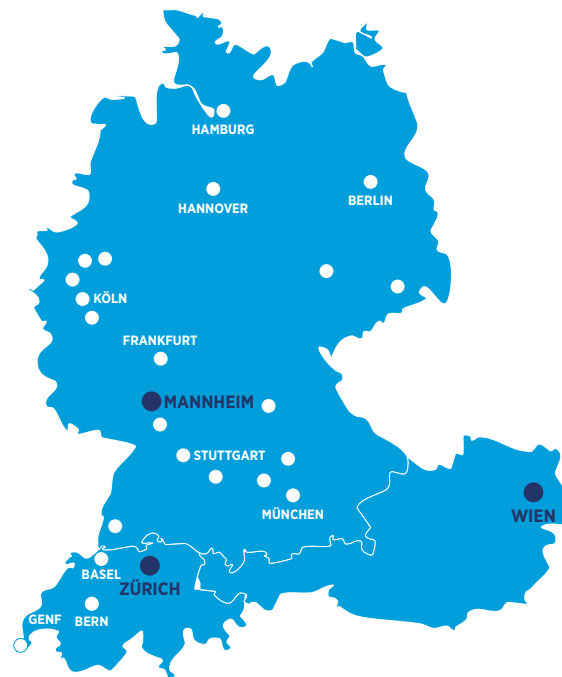 HAMBURG
HANNOVER
BERLIN
KÖLN
FRANKFURT
MANNHEIM
STUTTGART
MÜNCHEN
WIEN
BASEL
ZÜRICH
GENF
BERN